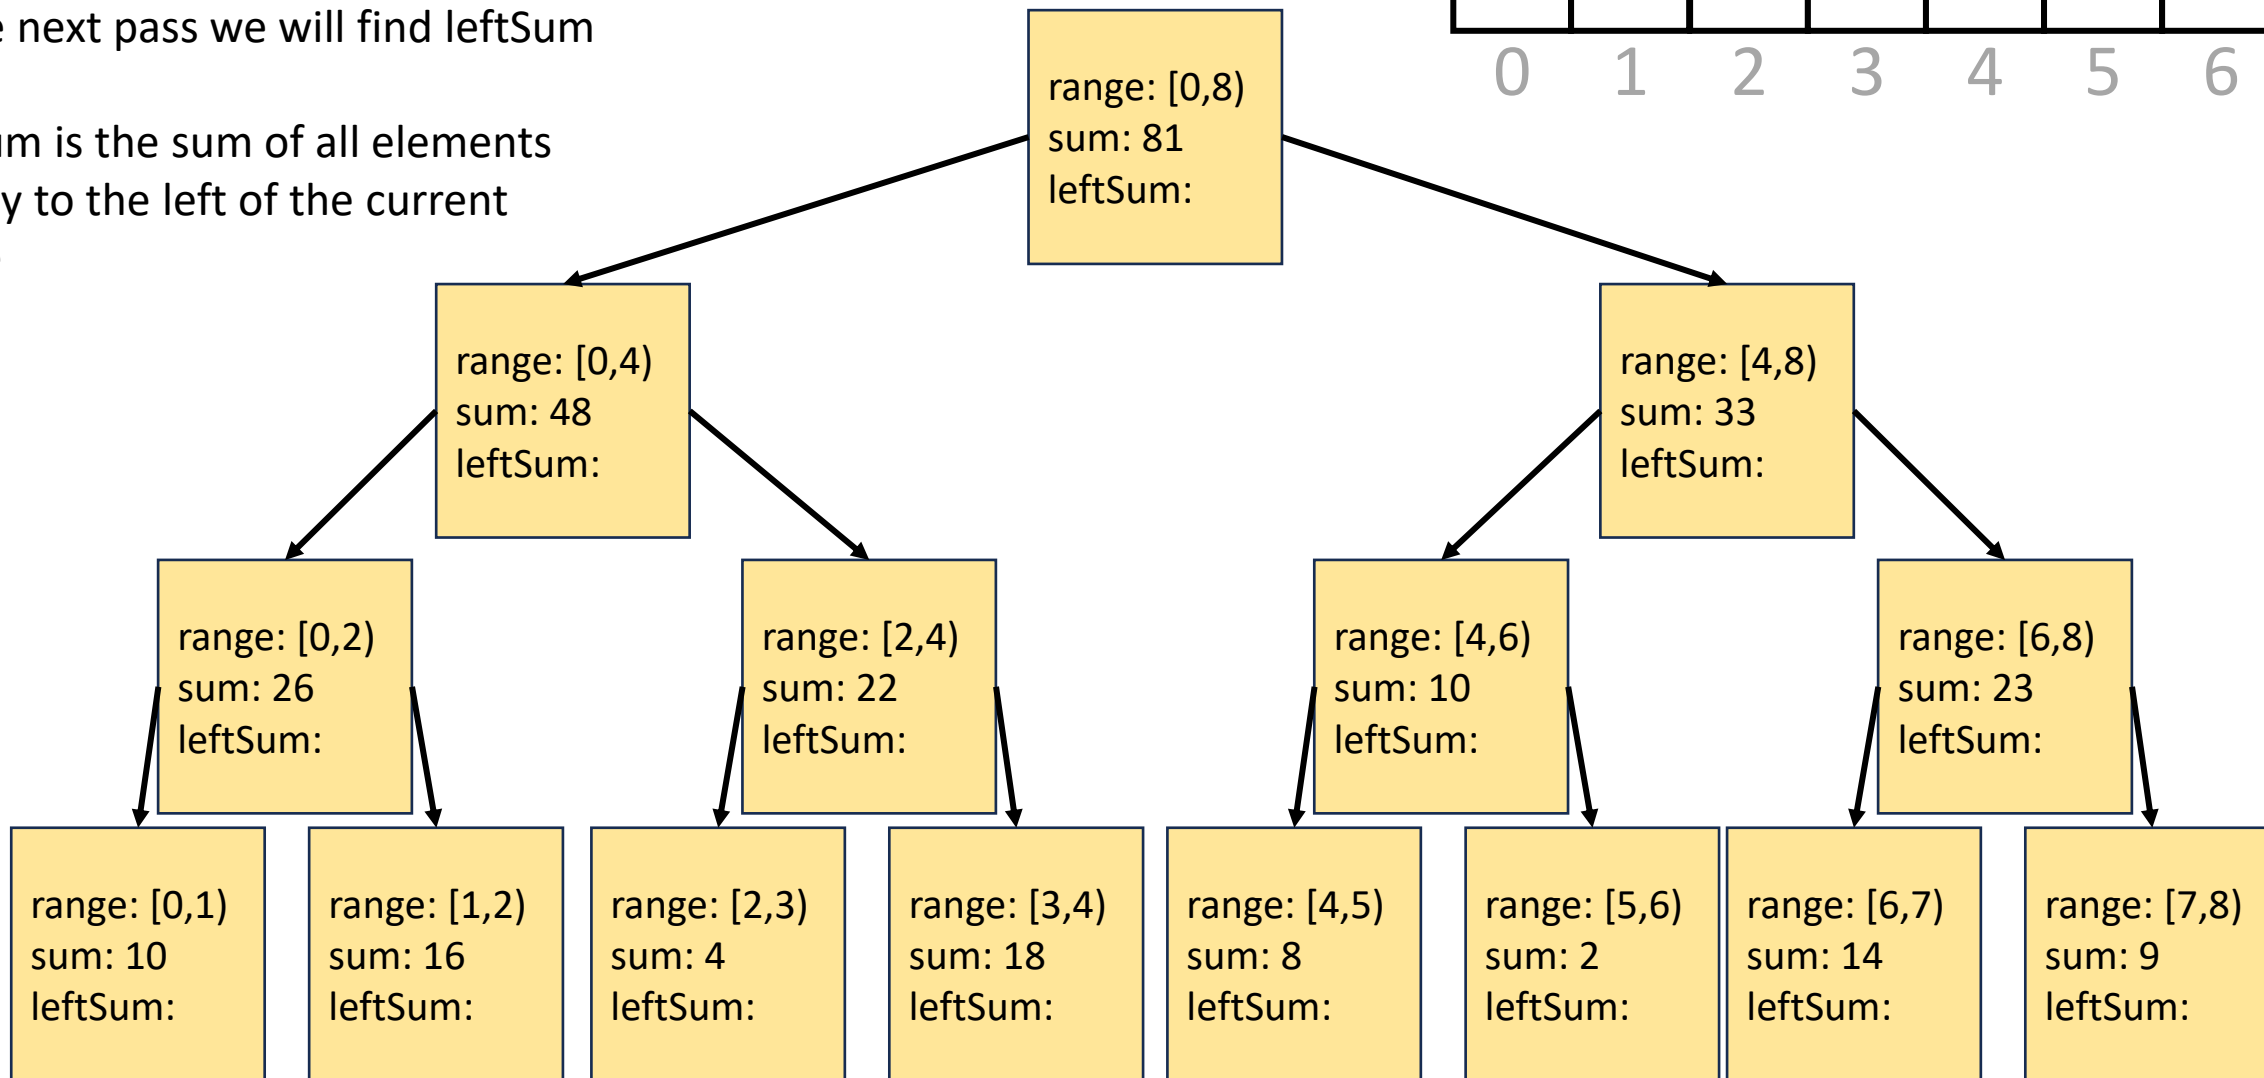 next pass we will find leftSum
is the sum of all elements
to the left of the current
0 1 2 3 4 5 6
range: [0,8)
sum: 81
leftSum:
range: [0,4)
sum: 48
leftSum:
range: [4,8)
sum: 33
leftSum:
range: [0,2)
sum: 26
leftSum:
range: [2,4)
sum: 22
leftSum:
range: [4,6)
sum: 10
leftSum:
range: [6,8)
sum: 23
leftSum:
range: [0,1)
sum: 10
leftSum:
range: [1,2)
sum: 16
leftSum:
range: [2,3)
sum: 4
leftSum:
range: [3,4)
sum: 18
leftSum:
range: [4,5)
sum: 8
leftSum:
range: [5,6)
sum: 2
leftSum:
range: [6,7)
sum: 14
leftSum:
range: [7,8)
sum: 9
leftSum: